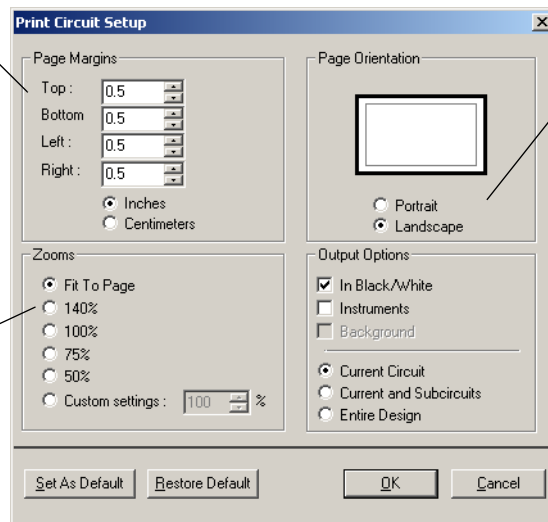 Print Circuit Setup
Page Margins
Top : 0.5
Bottom 0.5
Left : 0.5
Right : 0.5
Inches
Centimeters
Page Orientation
Portrait
Landscape
Zooms
Fit To Page
140%
100%
75%
50%
Custom settings : 100 %
Output Options
In Black/White
Instruments
Background
Current Circuit
Current and Subcircuits
Entire Design
Set As Default
Restore Default
OK
Cancel